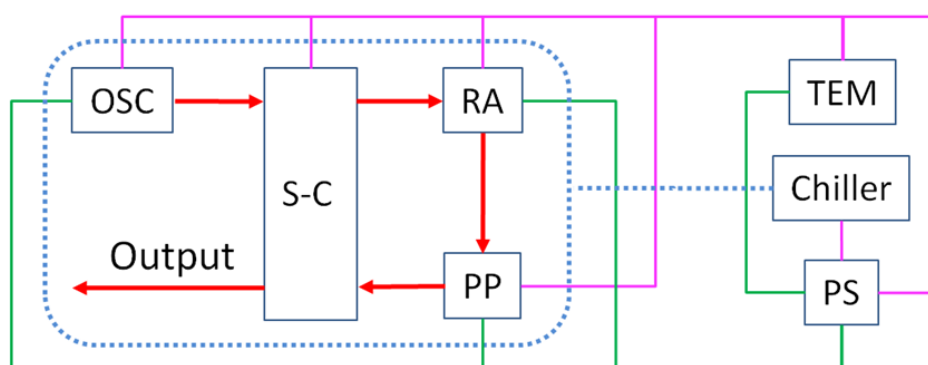 OSC
RA
TEM
S-C
Chiller
Output
PP
PS